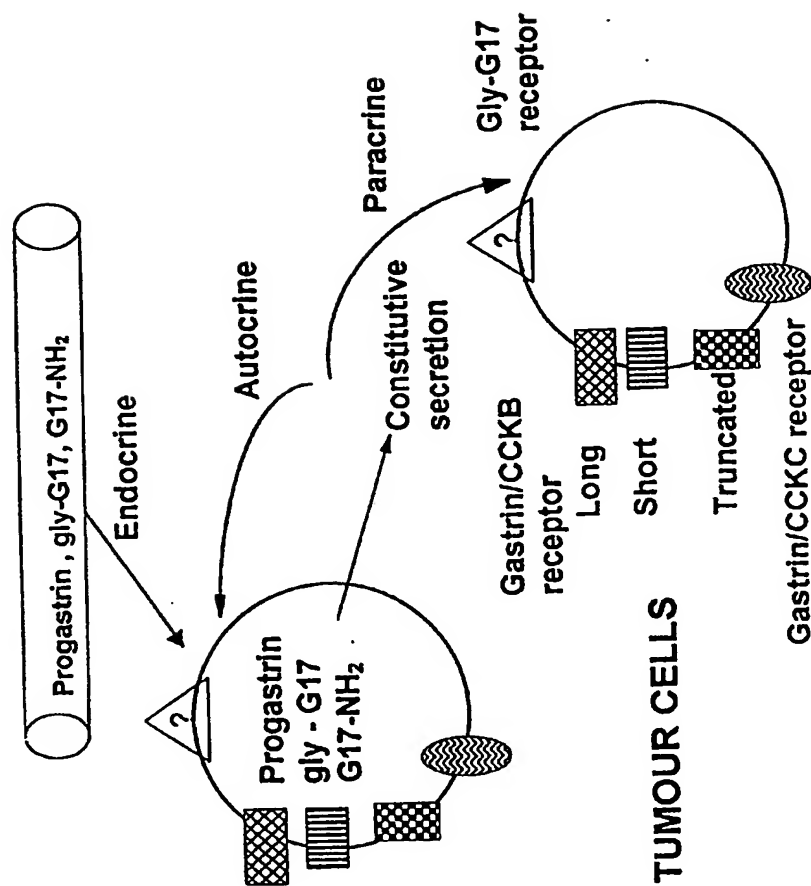 Progastrin , gly-G17, G17-NH₂
Endocrine
Autocrine
Paracrine
?
Progastrin
gly - G17
G17-NH₂
Constitutive
secretion
?
Gly-G17
receptor
Gastrin/CCKB
receptor
Long
Short
Truncated
Gastrin/CCKC receptor
TUMOUR CELLS